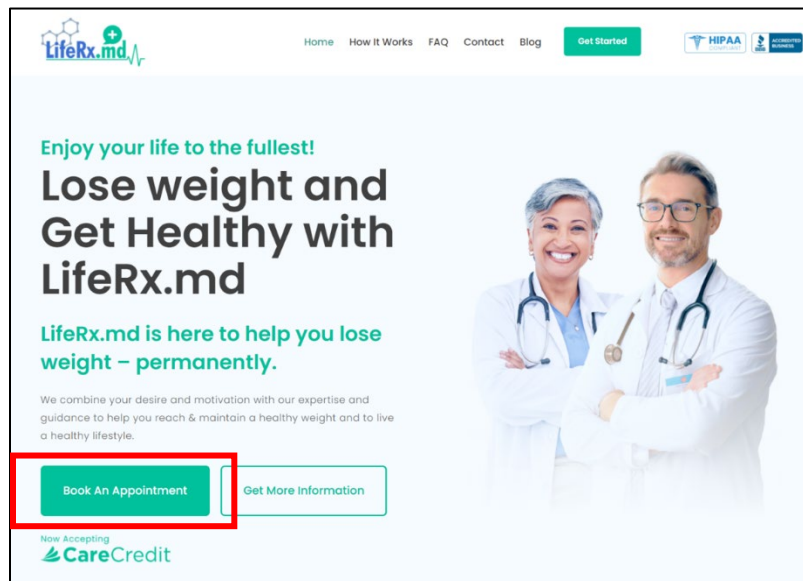 LifeRx.md
Home How It Works FAQ Contact Blog Get Started
HIPAA
COMPLIANT
BBB
ACCREDITED
BUSINESS
Enjoy your life to the fullest!
Lose weight and
Get Healthy with
LifeRx.md
LifeRx.md is here to help you lose
weight – permanently.
We combine your desire and motivation with our expertise and
guidance to help you reach & maintain a healthy weight and to live
a healthy lifestyle.
Book An Appointment Get More Information
Now Accepting
CareCredit